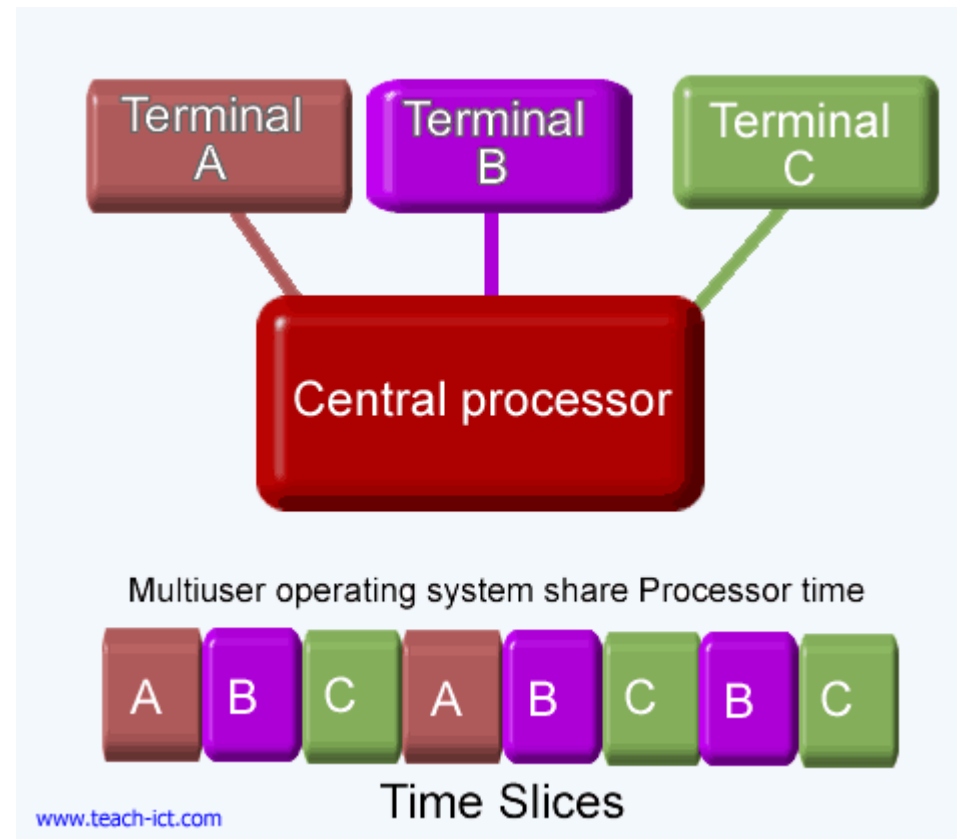 Terminal
A
Terminal
B
Terminal
C
Central processor
Multiuser operating system share Processor time
A B C A B C B C
Time Slices
www.teach-ict.com